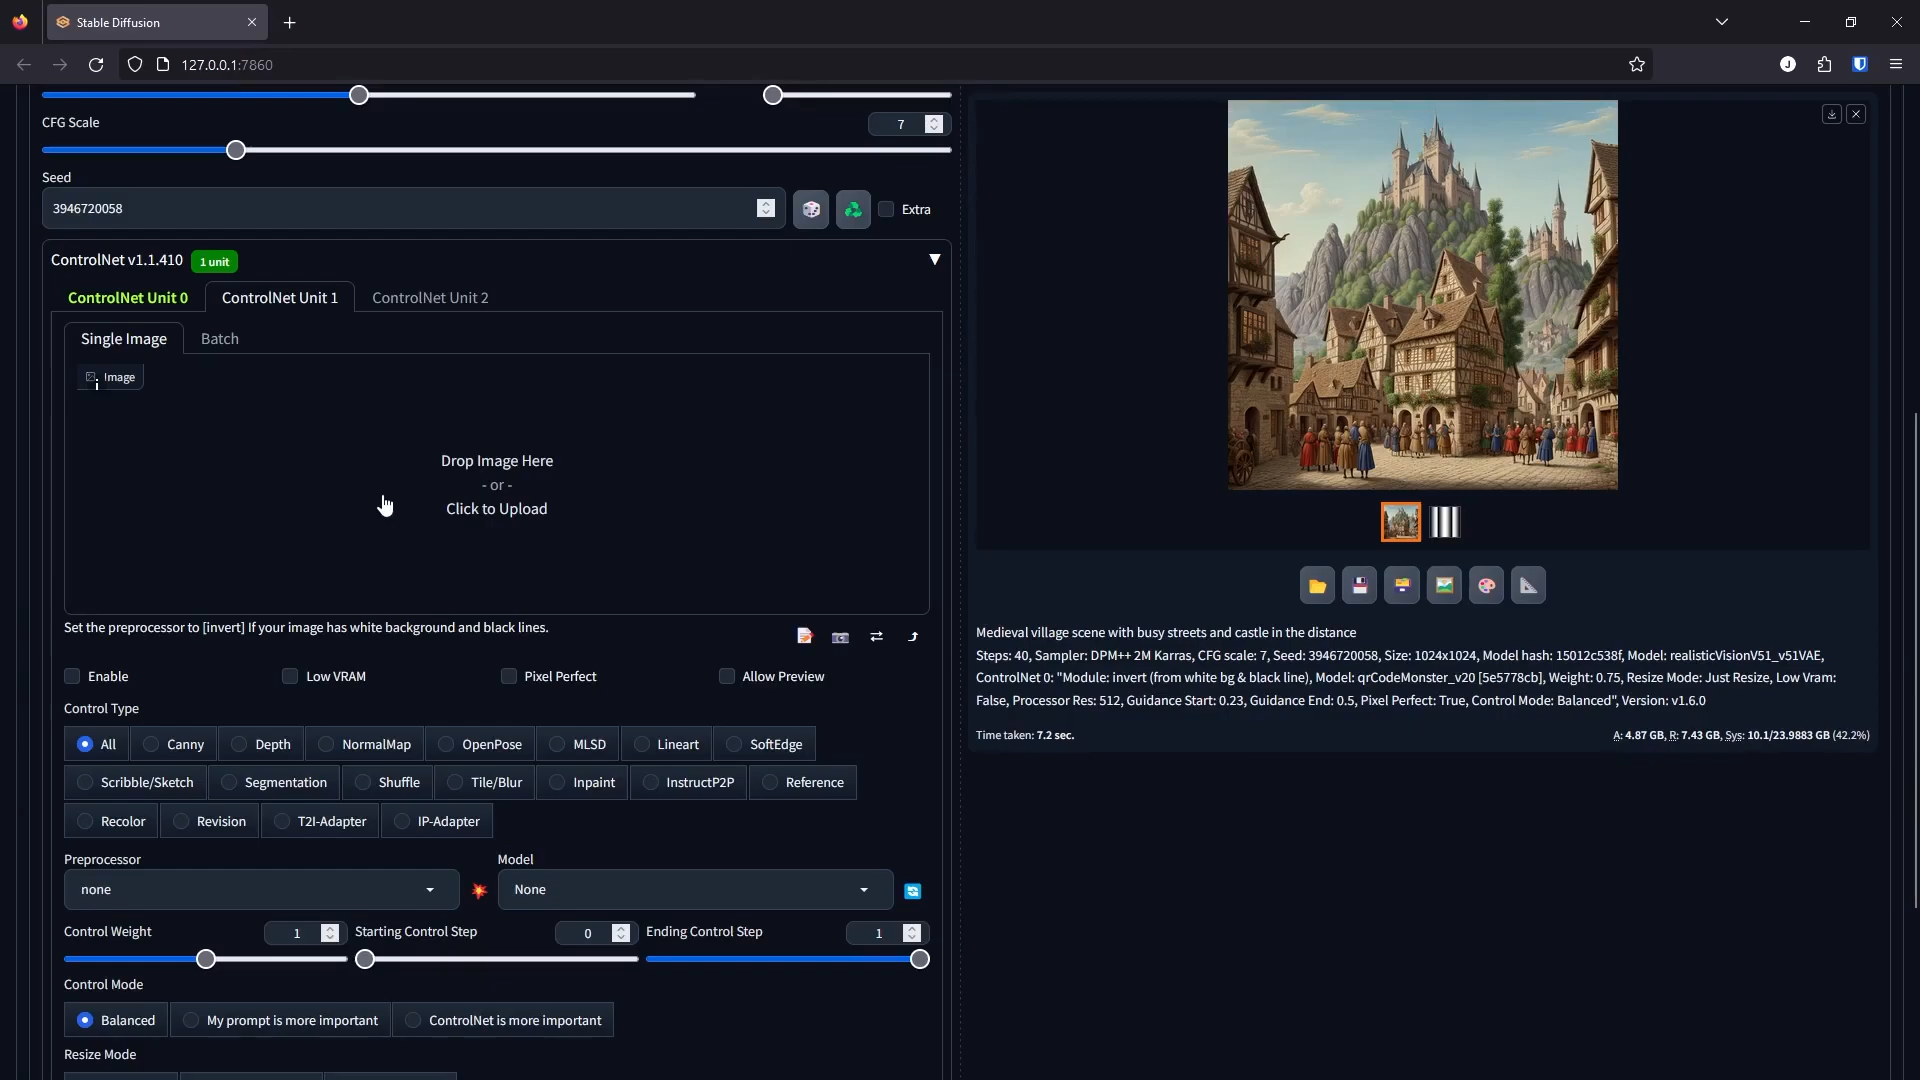 Stable Diffusion
127.0.0.1:7860
CFG Scale
7
Seed
3946720058
Extra
ControlNet v1.1.410
1 unit
ControlNet Unit 0
ControlNet Unit 1
ControlNet Unit 2
Single Image
Batch
Image
Drop Image Here
- or -
Click to Upload
Set the preprocessor to [invert] If your image has white background and black lines.
Enable
Low VRAM
Pixel Perfect
Allow Preview
Control Type
All
Canny
Depth
NormalMap
OpenPose
MLSD
Lineart
SoftEdge
Scribble/Sketch
Segmentation
Shuffle
Tile/Blur
Inpaint
InstructP2P
Reference
Recolor
Revision
T2I-Adapter
IP-Adapter
Preprocessor
Model
none
None
Control Weight
1
Starting Control Step
0
Ending Control Step
1
Control Mode
Balanced
My prompt is more important
ControlNet is more important
Resize Mode
J
Medieval village scene with busy streets and castle in the distance
Steps: 40, Sampler: DPM++ 2M Karras, CFG scale: 7, Seed: 3946720058, Size: 1024x1024, Model hash: 15012c538f, Model: realisticVisionV51_v51VAE,
ControlNet 0: "Module: invert (from white bg & black line), Model: qrCodeMonster_v20 [5e5778cb], Weight: 0.75, Resize Mode: Just Resize, Low Vram:
False, Processor Res: 512, Guidance Start: 0.23, Guidance End: 0.5, Pixel Perfect: True, Control Mode: Balanced", Version: v1.6.0
Time taken: 7.2 sec.
A: 4.87 GB, R: 7.43 GB, Sys: 10.1/23.9883 GB (42.2%)